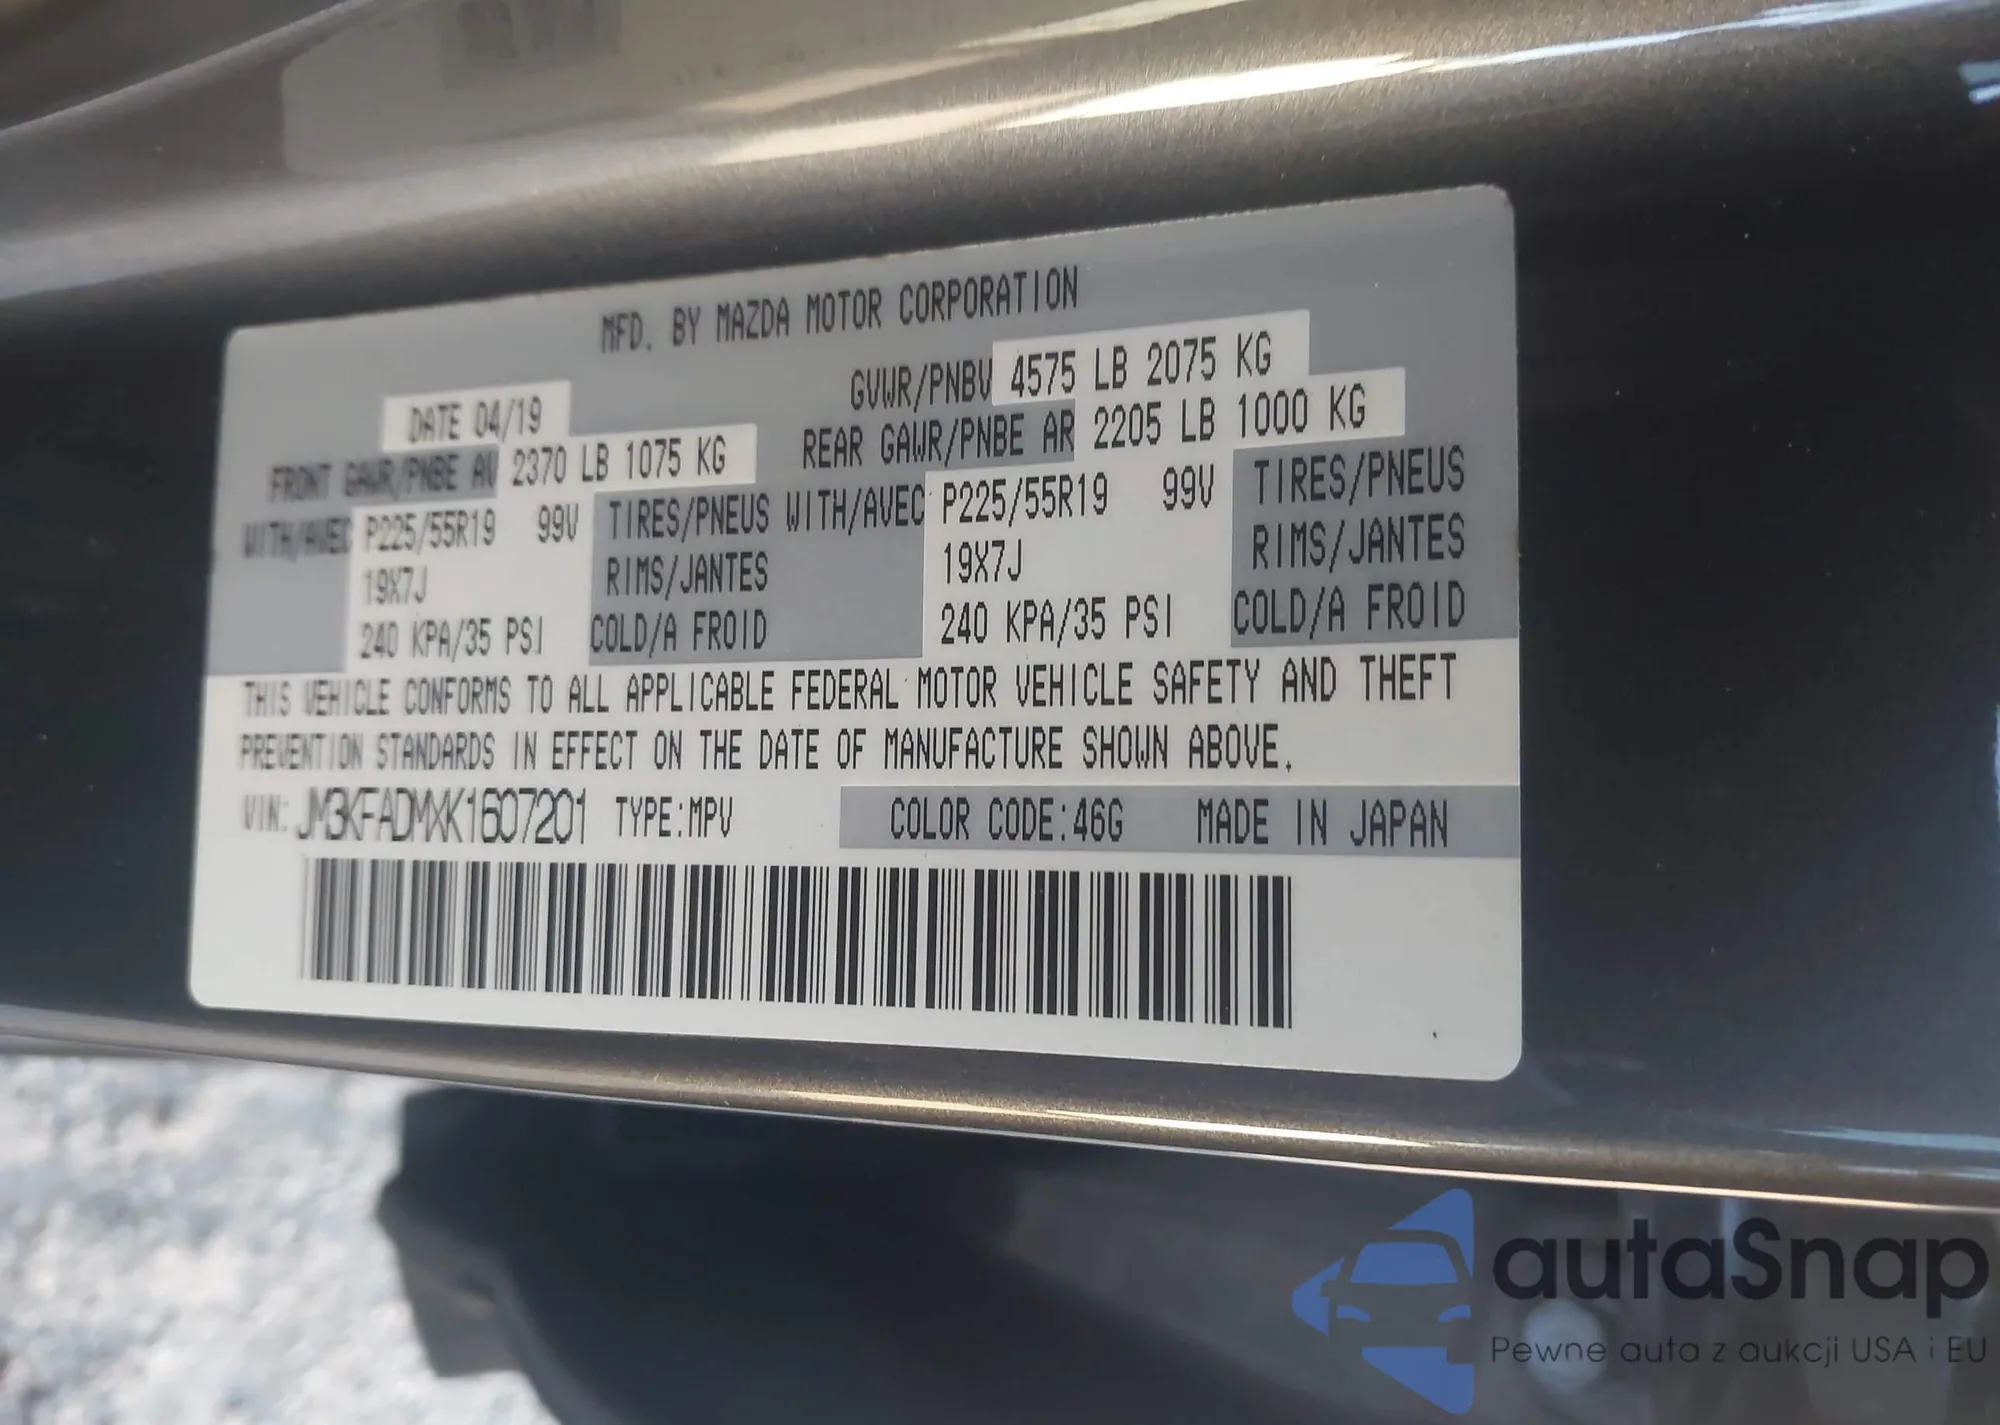 MFD. BY MAZDA MOTOR CORPORATION
DATE 04/19
GVWR/PNBV 4575 LB 2075 KG
FRONT GAWR/PNBE AV 2370 LB 1075 KG
REAR GAWR/PNBE AR 2205 LB 1000 KG
WITH/AVEC P225/55R19 99V TIRES/PNEUS WITH/AVEC P225/55R19 99V TIRES/PNEUS
19X7J RIMS/JANTES 19X7J RIMS/JANTES
240 KPA/35 PSI COLD/A FROID 240 KPA/35 PSI COLD/A FROID
THIS VEHICLE CONFORMS TO ALL APPLICABLE FEDERAL MOTOR VEHICLE SAFETY AND THEFT
PREVENTION STANDARDS IN EFFECT ON THE DATE OF MANUFACTURE SHOWN ABOVE.
VIN: JM3KFADMXK1607201 TYPE:MPV COLOR CODE:46G MADE IN JAPAN
autaSnap
Pewne auta z aukcji USA i EU